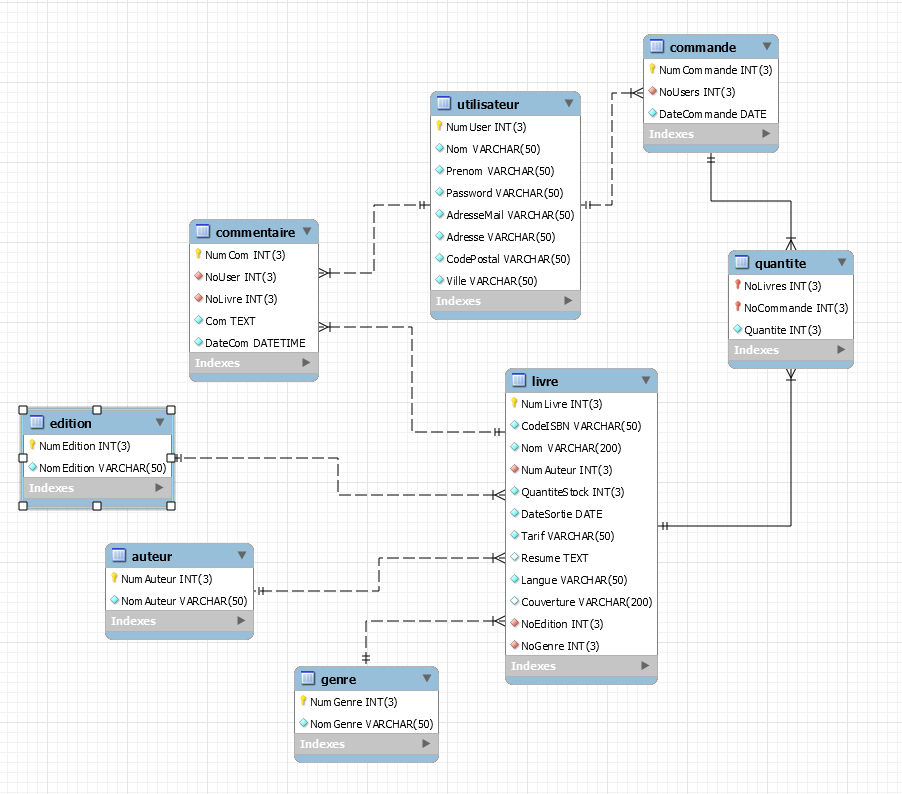 commande
NumCommande INT(3)
NoUsers INT(3)
DateCommande DATE
Indexes
utilisateur
NumUser INT(3)
Nom VARCHAR(50)
Prenom VARCHAR(50)
Password VARCHAR(50)
AdresseMail VARCHAR(50)
Adresse VARCHAR(50)
CodePostal VARCHAR(50)
Ville VARCHAR(50)
Indexes
commentaire
NumCom INT(3)
NoUser INT(3)
NoLivre INT(3)
Com TEXT
DateCom DATETIME
Indexes
quantite
NoLivres INT(3)
NoCommande INT(3)
Quantite INT(3)
Indexes
livre
NumLivre INT(3)
CodeISBN VARCHAR(50)
Nom VARCHAR(200)
NumAuteur INT(3)
QuantiteStock INT(3)
DateSortie DATE
Tarif VARCHAR(50)
Resume TEXT
Langue VARCHAR(50)
Couverture VARCHAR(200)
NoEdition INT(3)
NoGenre INT(3)
Indexes
edition
NumEdition INT(3)
NomEdition VARCHAR(50)
Indexes
auteur
NumAuteur INT(3)
NomAuteur VARCHAR(50)
Indexes
genre
NumGenre INT(3)
NomGenre VARCHAR(50)
Indexes